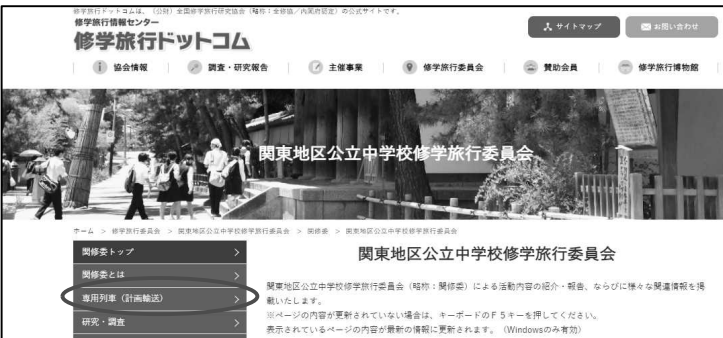 修学旅行ドットコムは、(公財)全国修学旅行研究協会(略称:全修協/内閣府認定)の公式サイトです。
修学旅行情報センター
修学旅行ドットコム
サイトマップ
お問い合わせ
協会情報
調査・研究報告
主催事業
修学旅行委員会
賛助会員
修学旅行博物館
関東地区公立中学校修学旅行委員会
ホーム > 修学旅行委員会 > 関東地区公立中学校修学旅行委員会 > 関修委 > 関東地区公立中学校修学旅行委員会
関修委トップ >
関修委とは >
専用列車(計画輸送) >
研究・調査 >
関東地区公立中学校修学旅行委員会
関東地区公立中学校修学旅行委員会(略称:関修委)による活動内容の紹介・報告、ならびに様々な関連情報を掲
載いたします。
※ページの内容が更新されていない場合は、キーボードのF5キーを押してください。
表示されているページの内容が最新の情報に更新されます。(Windowsのみ有効)